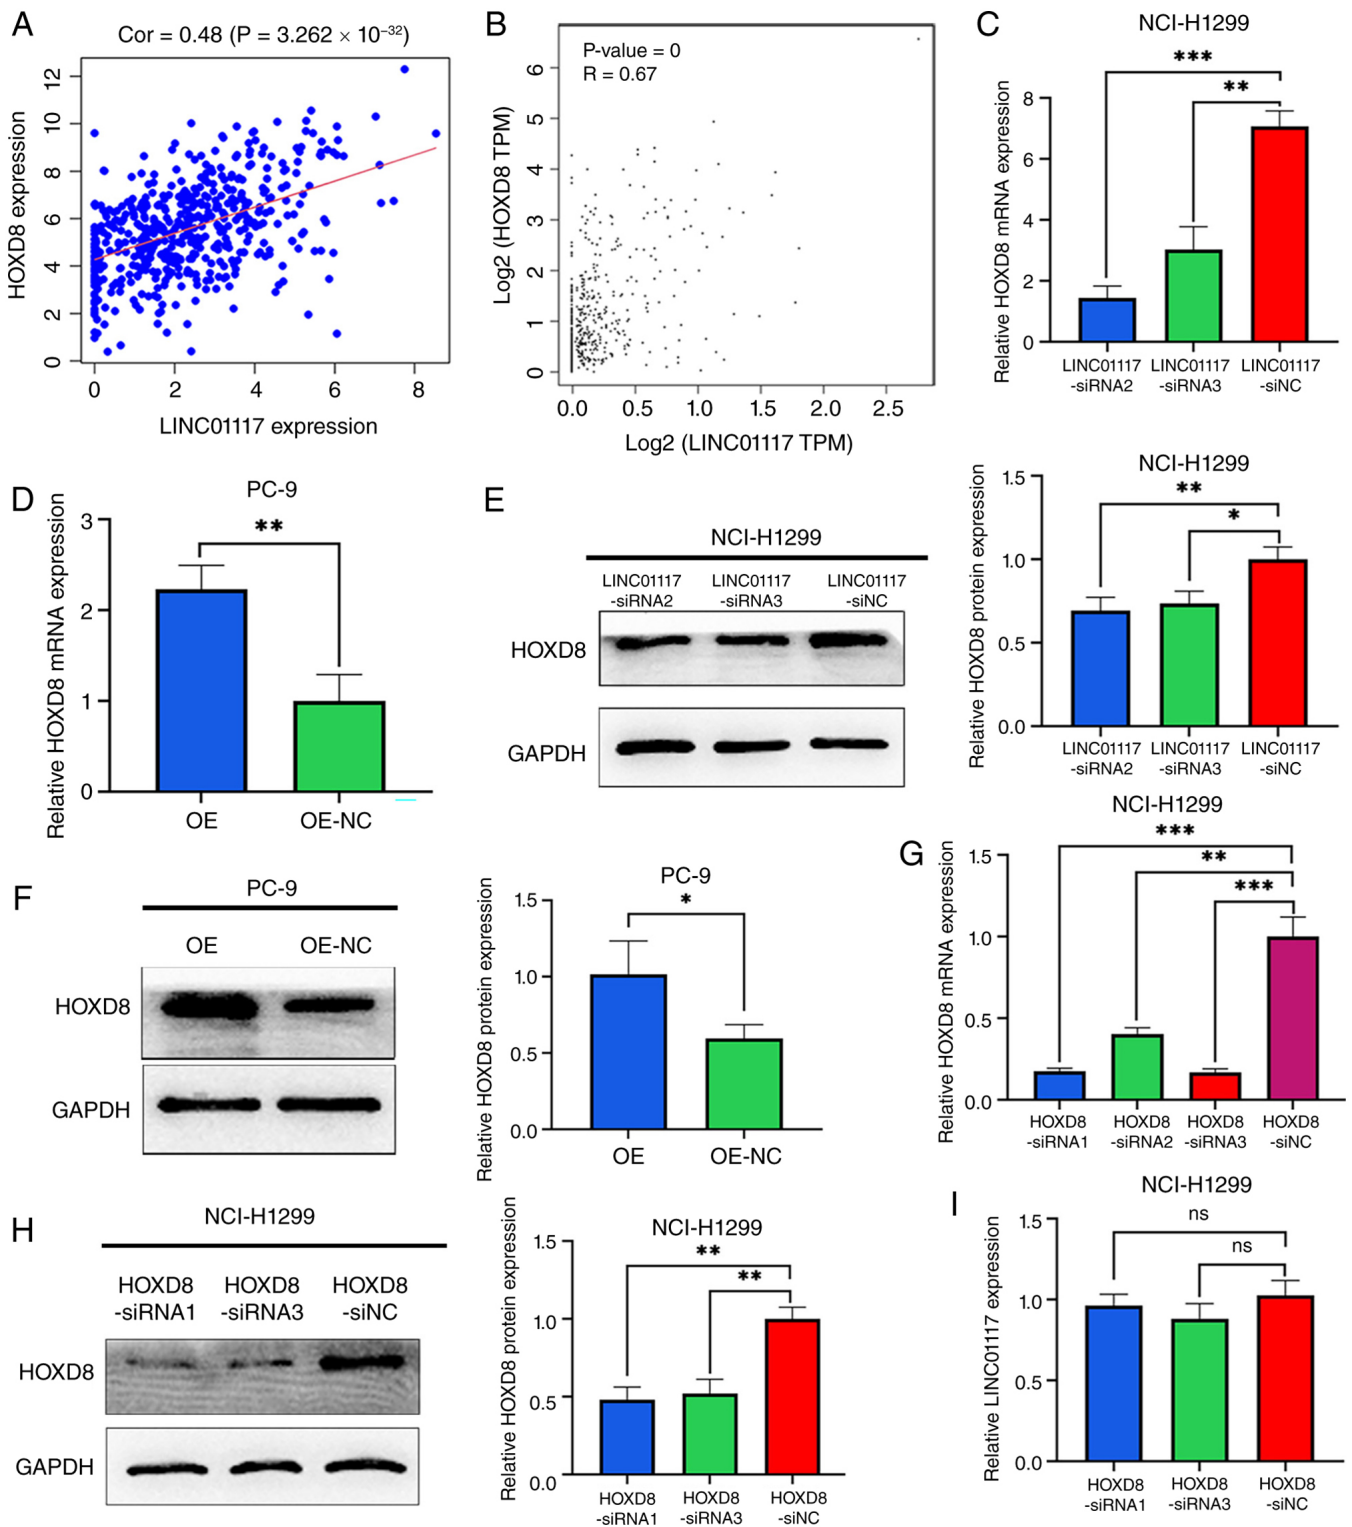 A
Cor = 0.48 (P = 3.262 × 10⁻³²)
HOXD8 expression
12
10
8
6
4
2
0
0 2 4 6 8
LINC01117 expression
B
P-value = 0
R = 0.67
Log2 (HOXD8 TPM)
6
5
4
3
2
1
0
0.0 0.5 1.0 1.5 2.0 2.5
Log2 (LINC01117 TPM)
C
NCI-H1299
***
**
Relative HOXD8 mRNA expression
8
6
4
2
0
LINC01117 LINC01117 LINC01117
-siRNA2 -siRNA3 -siNC
D
PC-9
**
Relative HOXD8 mRNA expression
3
2
1
0
OE OE-NC
E
NCI-H1299
LINC01117 LINC01117 LINC01117
-siRNA2 -siRNA3 -siNC
HOXD8
GAPDH
NCI-H1299
**
*
Relative HOXD8 protein expression
1.5
1.0
0.5
0.0
LINC01117 LINC01117 LINC01117
-siRNA2 -siRNA3 -siNC
F
PC-9
OE OE-NC
HOXD8
GAPDH
PC-9
*
Relative HOXD8 protein expression
1.5
1.0
0.5
0.0
OE OE-NC
G
NCI-H1299
***
**
***
Relative HOXD8 mRNA expression
1.5
1.0
0.5
0.0
HOXD8 HOXD8 HOXD8 HOXD8
-siRNA1 -siRNA2 -siRNA3 -siNC
H
NCI-H1299
HOXD8 HOXD8 HOXD8
-siRNA1 -siRNA3 -siNC
HOXD8
GAPDH
NCI-H1299
**
**
Relative HOXD8 protein expression
1.5
1.0
0.5
0.0
HOXD8 HOXD8 HOXD8
-siRNA1 -siRNA3 -siNC
I
NCI-H1299
ns
ns
Relative LINC01117 expression
1.5
1.0
0.5
0.0
HOXD8 HOXD8 HOXD8
-siRNA1 -siRNA3 -siNC